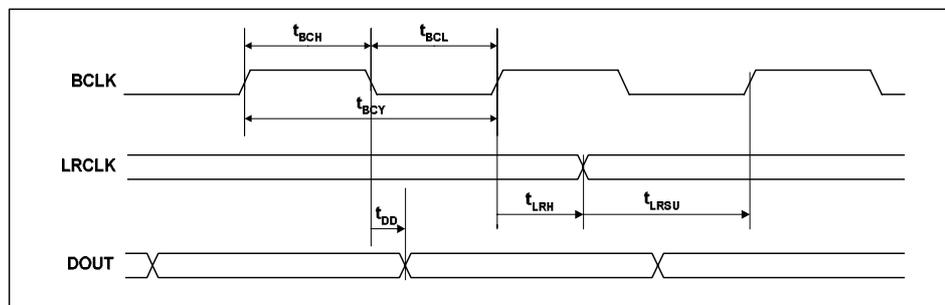 tBCH
tBCL
BCLK
tBCY
LRCLK
tLRH
tLRSU
tDD
DOUT